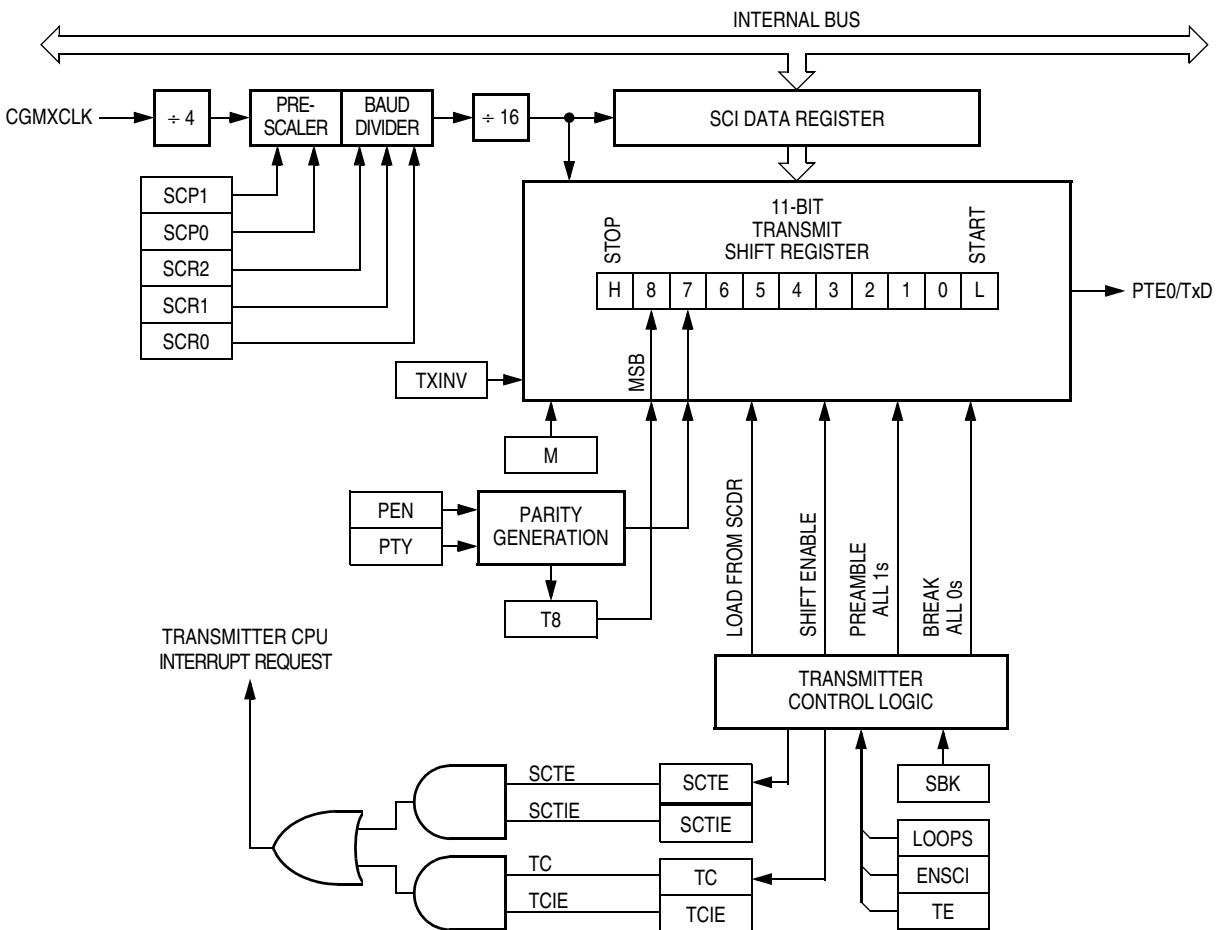 INTERNAL BUS
CGMXCLK
÷ 4
PRE-
SCALER
BAUD
DIVIDER
÷ 16
SCI DATA REGISTER
SCP1
SCP0
SCR2
SCR1
SCR0
11-BIT
TRANSMIT
SHIFT REGISTER
STOP
START
H 8 7 6 5 4 3 2 1 0 L
PTE0/TxD
TXINV
MSB
M
PEN
PTY
PARITY
GENERATION
T8
LOAD FROM SCDR
SHIFT ENABLE
PREAMBLE
ALL 1s
BREAK
ALL 0s
TRANSMITTER CPU
INTERRUPT REQUEST
TRANSMITTER
CONTROL LOGIC
SCTE
SCTIE
TC
TCIE
SCTE
SCTIE
TC
TCIE
SBK
LOOPS
ENSCI
TE